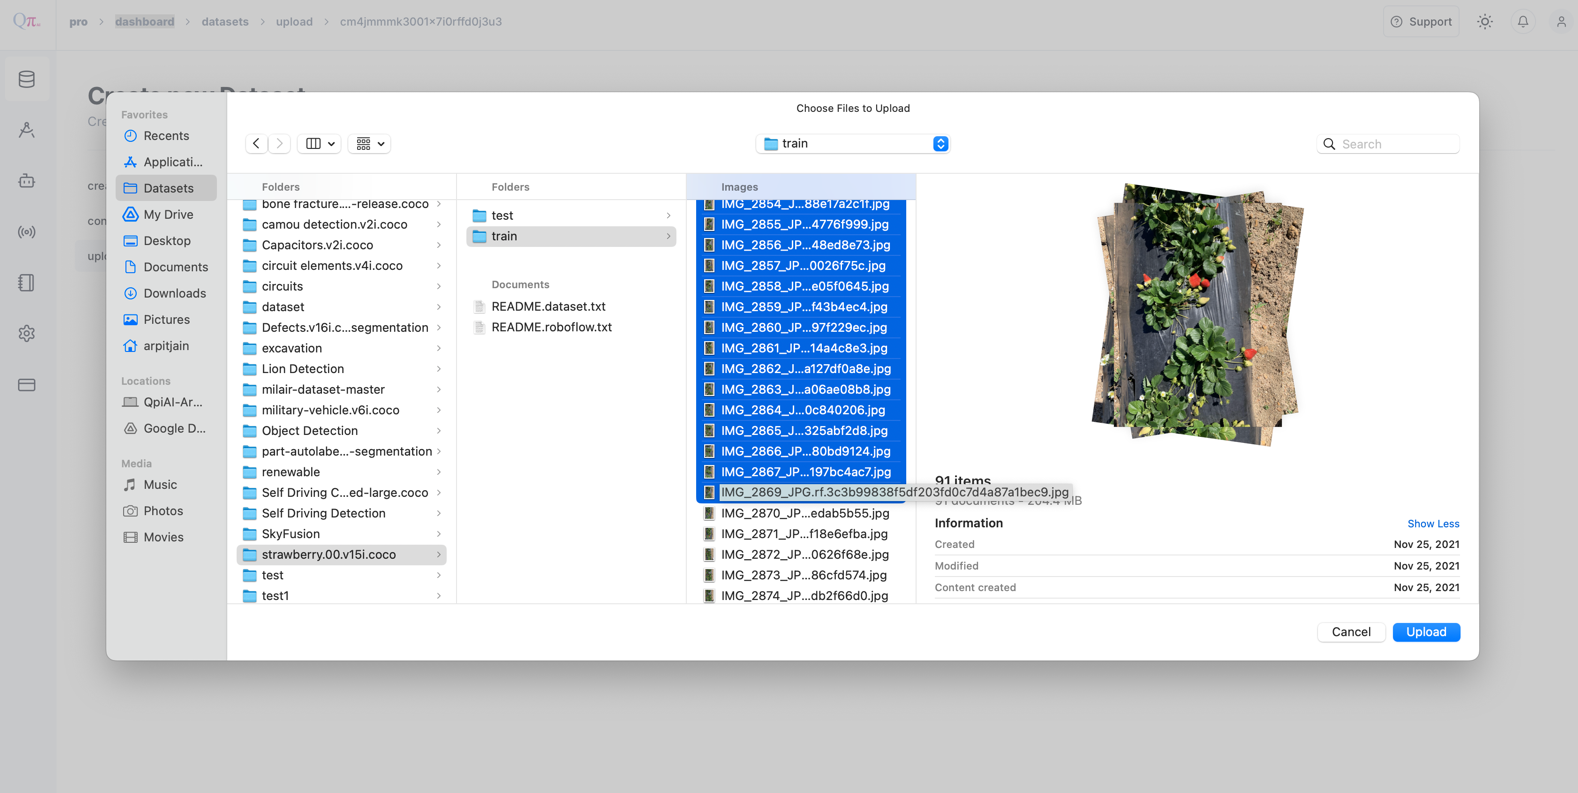 Qπ
pro > dashboard > datasets > upload > cm4jmmmk3001x7i0rffd0j3u3
Support
Create new Dataset
Cre
crea
con
uplo
Choose Files to Upload
Favorites
Recents
Applicati...
Datasets
My Drive
Desktop
Documents
Downloads
Pictures
arpitjain
Locations
QpiAI-Ar...
Google D...
Media
Music
Photos
Movies
train
Search
Folders
bone fracture....-release.coco
camou detection.v2i.coco
Capacitors.v2i.coco
circuit elements.v4i.coco
circuits
dataset
Defects.v16i.c...segmentation
excavation
Lion Detection
milair-dataset-master
military-vehicle.v6i.coco
Object Detection
part-autolabe...-segmentation
renewable
Self Driving C...ed-large.coco
Self Driving Detection
SkyFusion
strawberry.00.v15i.coco
test
test1
Folders
test
train
Documents
README.dataset.txt
README.roboflow.txt
Images
IMG_2854_J...88e17a2c1f.jpg
IMG_2855_JP...4776f999.jpg
IMG_2856_JP...48ed8e73.jpg
IMG_2857_JP...0026f75c.jpg
IMG_2858_JP...e05f0645.jpg
IMG_2859_JP...f43b4ec4.jpg
IMG_2860_JP...97f229ec.jpg
IMG_2861_JP...14a4c8e3.jpg
IMG_2862_J...a127df0a8e.jpg
IMG_2863_J...a06ae08b8.jpg
IMG_2864_J...0c840206.jpg
IMG_2865_J...325abf2d8.jpg
IMG_2866_JP...80bd9124.jpg
IMG_2867_JP...197bc4ac7.jpg
IMG_2869_JPG.rf.3c3b99838f5df203fd0c7d4a87a1bec9.jpg
IMG_2870_JP...edab5b55.jpg
IMG_2871_JP...f18e6efba.jpg
IMG_2872_JP...0626f68e.jpg
IMG_2873_JP...86cfd574.jpg
IMG_2874_JP...db2f66d0.jpg
91 items
91 documents - 204.4 MB
Information
Show Less
Created Nov 25, 2021
Modified Nov 25, 2021
Content created Nov 25, 2021
Cancel
Upload